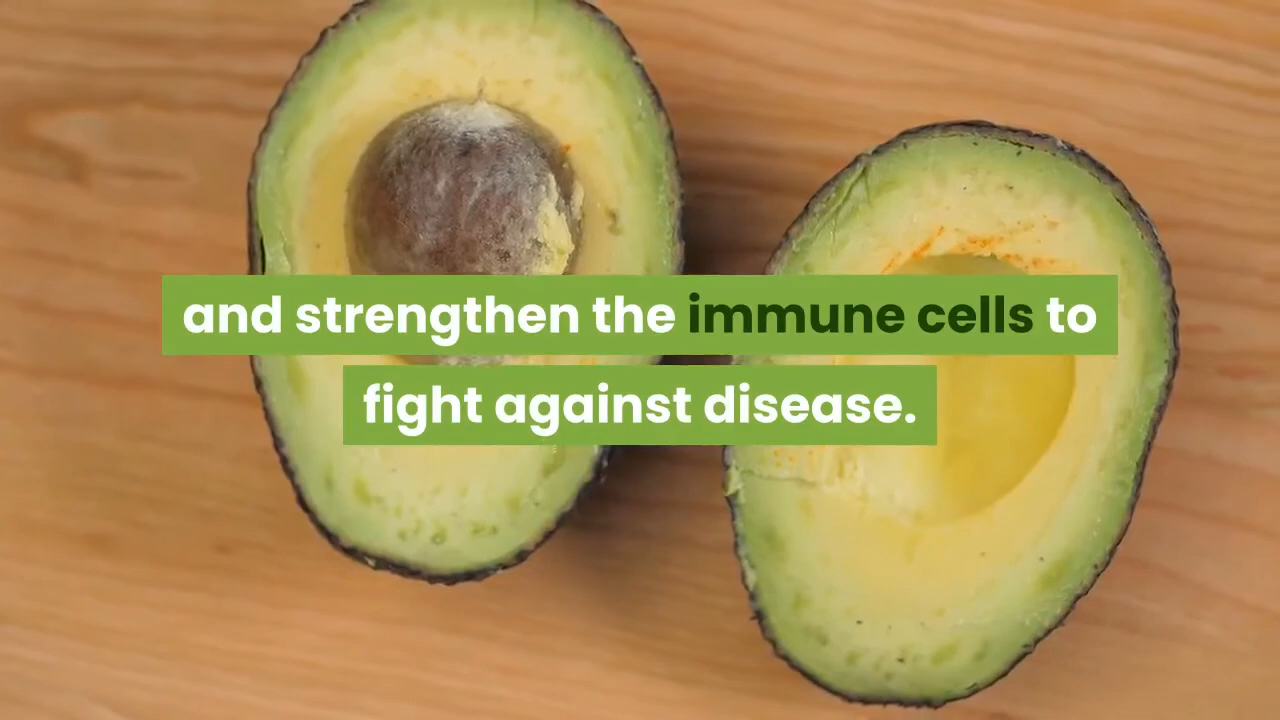 and strengthen the immune cells to
fight against disease.